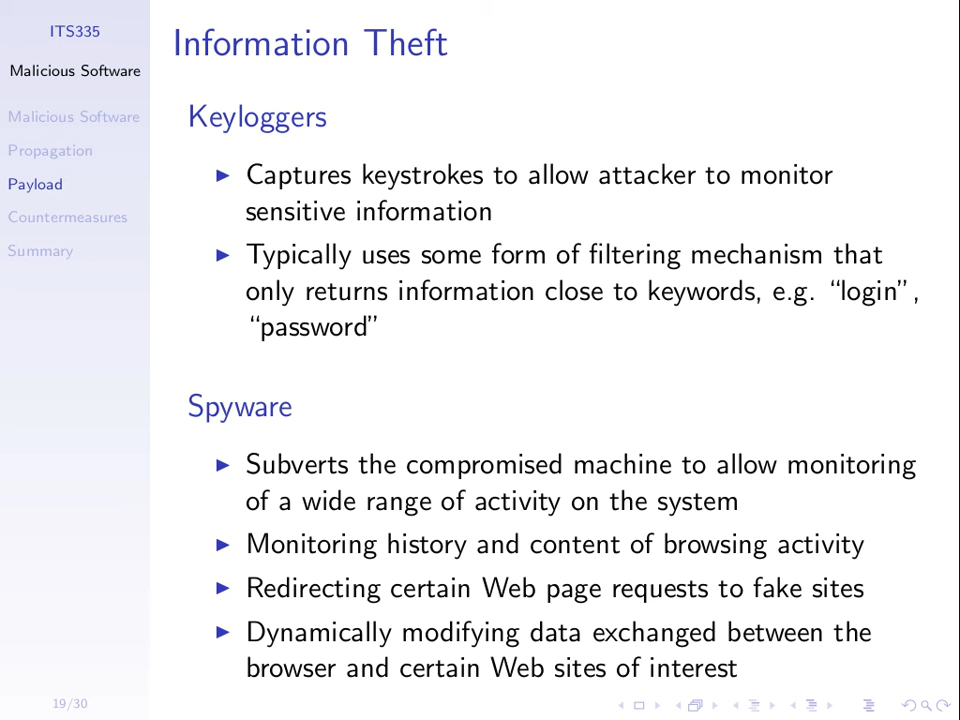 ITS335
Malicious Software
Malicious Software
Propagation
Payload
Countermeasures
Summary
Information Theft
Keyloggers
Captures keystrokes to allow attacker to monitor
sensitive information
Typically uses some form of filtering mechanism that
only returns information close to keywords, e.g. “login”,
“password”
Spyware
Subverts the compromised machine to allow monitoring
of a wide range of activity on the system
Monitoring history and content of browsing activity
Redirecting certain Web page requests to fake sites
Dynamically modifying data exchanged between the
browser and certain Web sites of interest
19/30